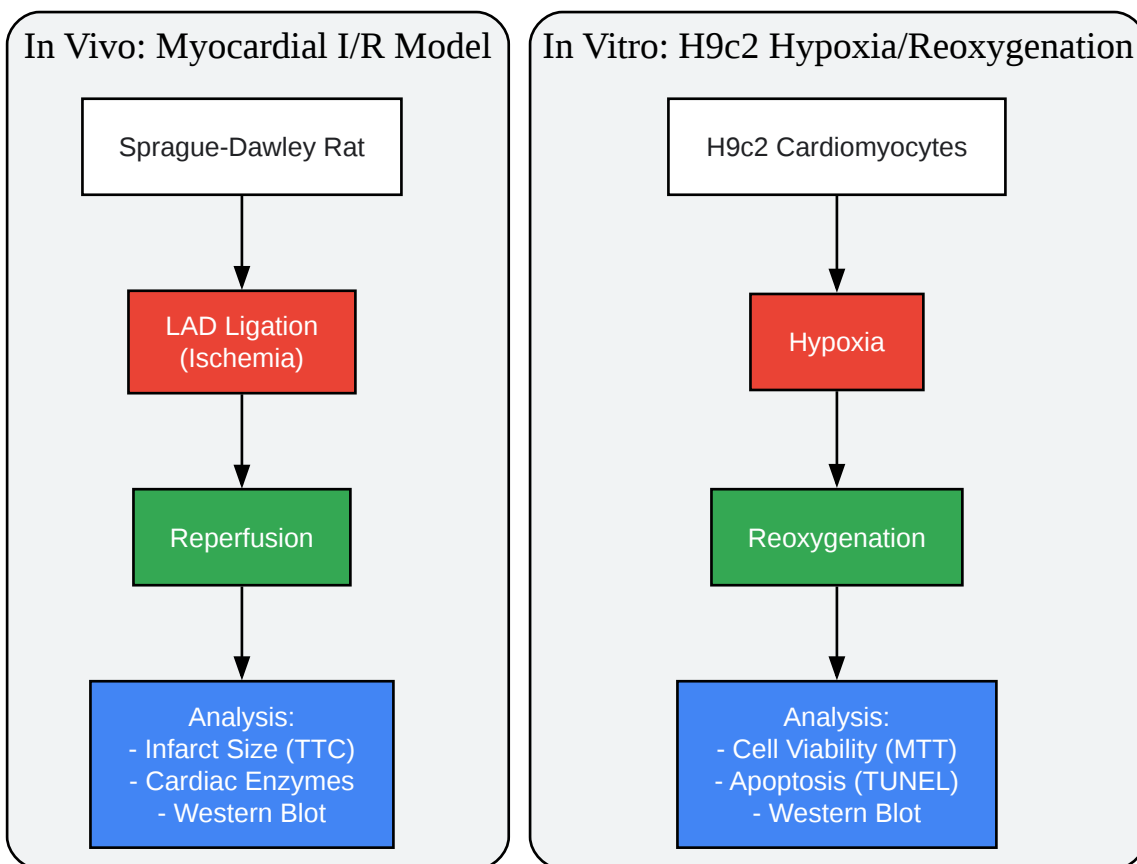 In Vivo: Myocardial I/R Model
Sprague-Dawley Rat
LAD Ligation
(Ischemia)
Reperfusion
Analysis:
- Infarct Size (TTC)
- Cardiac Enzymes
- Western Blot
In Vitro: H9c2 Hypoxia/Reoxygenation
H9c2 Cardiomyocytes
Hypoxia
Reoxygenation
Analysis:
- Cell Viability (MTT)
- Apoptosis (TUNEL)
- Western Blot